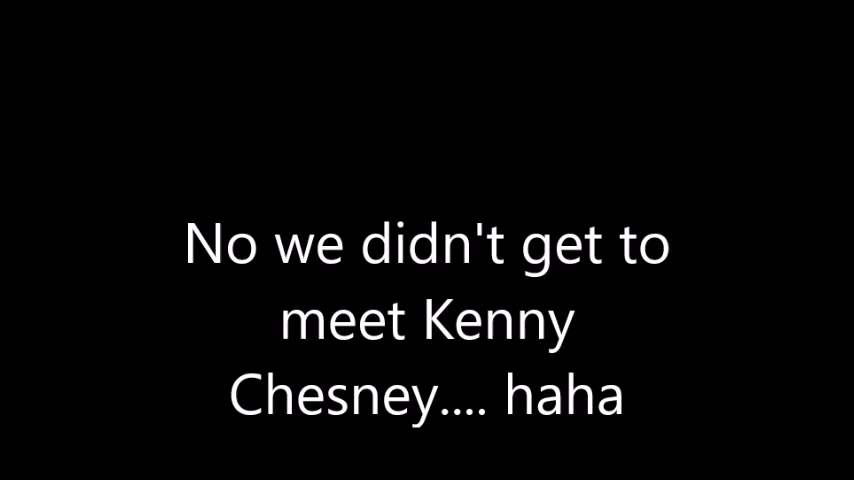 No we didn't get to
meet Kenny
Chesney.... haha